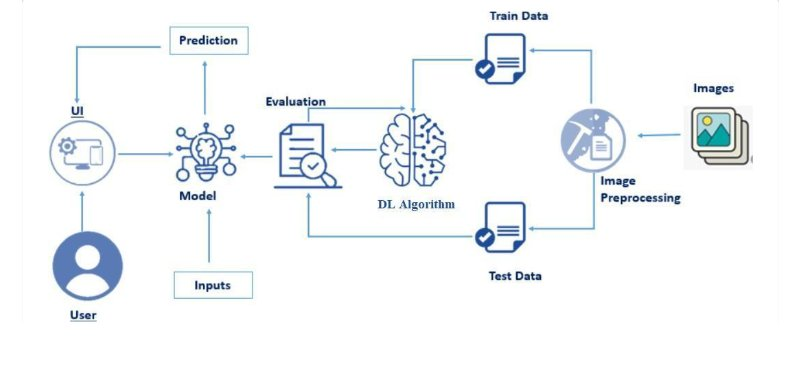 Train Data
Prediction
Images
Evaluation
UI
Model
DL Algorithm
Image
Preprocessing
Test Data
Inputs
User